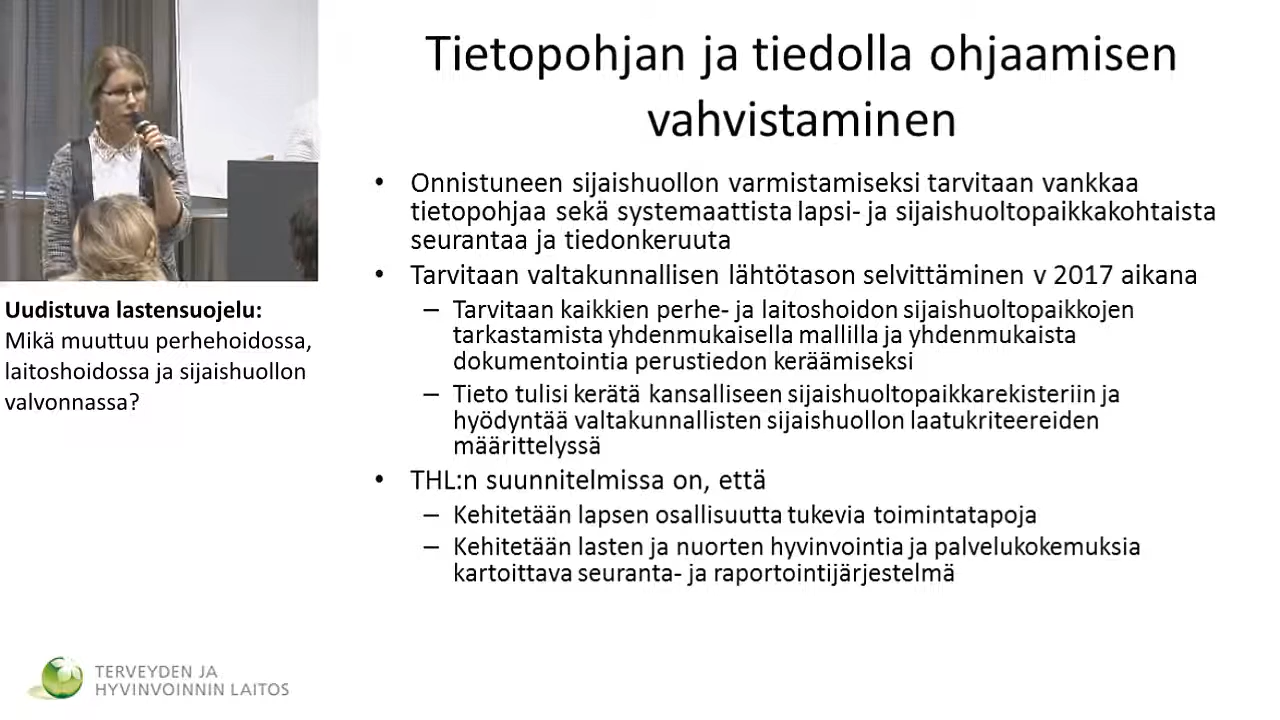 Tietopohjan ja tiedolla ohjaamisen
vahvistaminen
• Onnistuneen sijaishuollon varmistamiseksi tarvitaan vankkaa
tietopohjaa sekä systemaattista lapsi- ja sijaishuoltopaikkakohtaista
seurantaa ja tiedonkeruuta
• Tarvitaan valtakunnallisen lähtötason selvittäminen v 2017 aikana
– Tarvitaan kaikkien perhe- ja laitoshoidon sijaishuoltopaikkojen
tarkastamista yhdenmukaisella mallilla ja yhdenmukaista
dokumentointia perustiedon keräämiseksi
– Tieto tulisi kerätä kansalliseen sijaishuoltopaikkarekisteriin ja
hyödyntää valtakunnallisten sijaishuollon laatukriteereiden
määrittelyssä
• THL:n suunnitelmissa on, että
– Kehitetään lapsen osallisuutta tukevia toimintatapoja
– Kehitetään lasten ja nuorten hyvinvointia ja palvelukokemuksia
kartoittava seuranta- ja raportointijärjestelmä
Uudistuva lastensuojelu:
Mikä muuttuu perhehoidossa,
laitoshoidossa ja sijaishuollon
valvonnassa?
TERVEYDEN JA
HYVINVOINNIN LAITOS